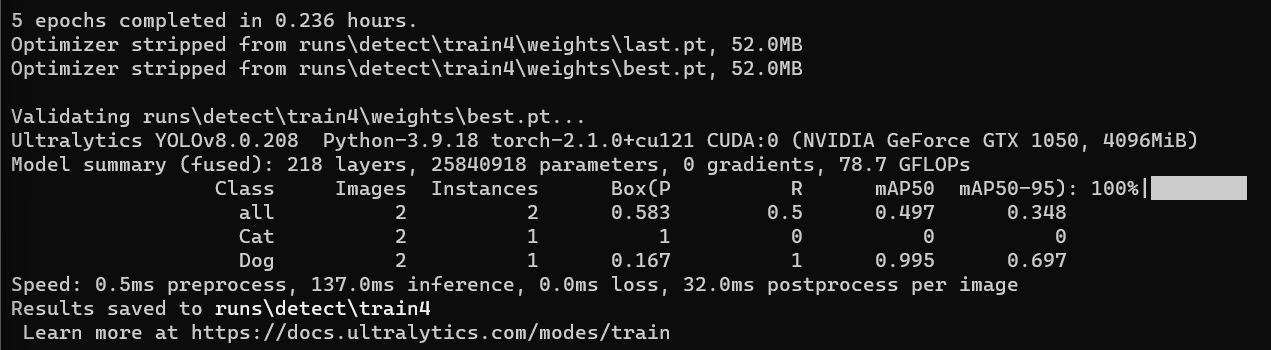 5 epochs completed in 0.236 hours.
Optimizer stripped from runs\detect\train4\weights\last.pt, 52.0MB
Optimizer stripped from runs\detect\train4\weights\best.pt, 52.0MB
Validating runs\detect\train4\weights\best.pt...
Ultralytics YOLOv8.0.208  Python-3.9.18 torch-2.1.0+cu121 CUDA:0 (NVIDIA GeForce GTX 1050, 4096MiB)
Model summary (fused): 218 layers, 25840918 parameters, 0 gradients, 78.7 GFLOPs
Class     Images  Instances      Box(P          R      mAP50  mAP50-95): 100%|
all          2          2      0.583        0.5      0.497      0.348
Cat          2          1          1          0          0          0
Dog          2          1      0.167          1      0.995      0.697
Speed: 0.5ms preprocess, 137.0ms inference, 0.0ms loss, 32.0ms postprocess per image
Results saved to runs\detect\train4
Learn more at https://docs.ultralytics.com/modes/train